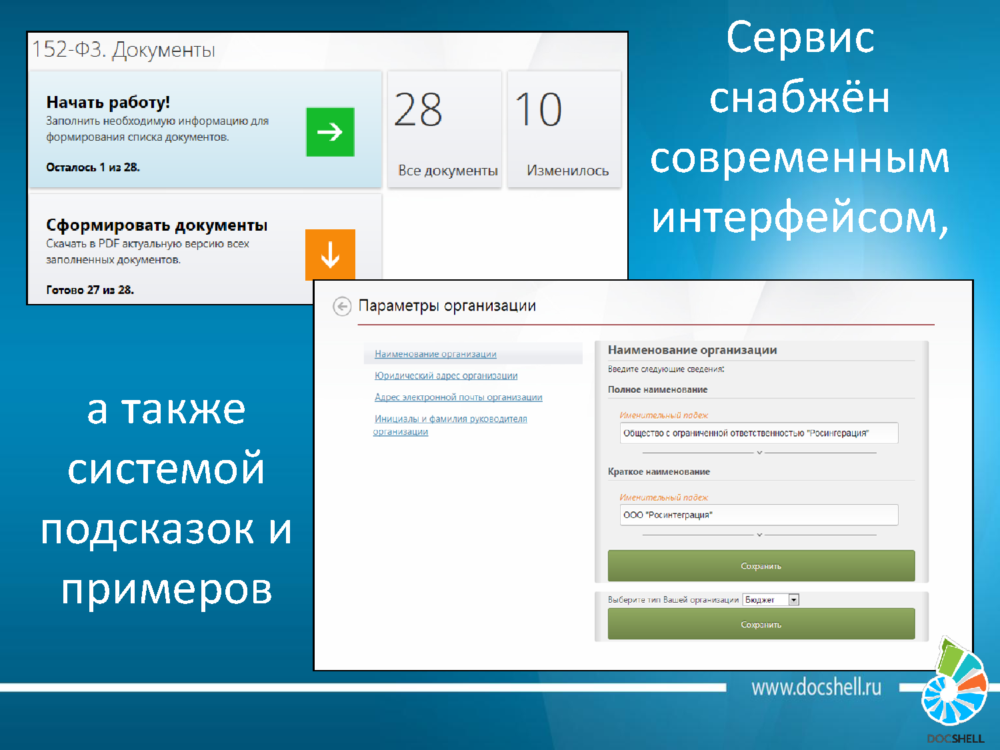 Сервис
снабжён
современным
интерфейсом,
152-ФЗ. Документы
Начать работу!
Заполнить необходимую информацию для
формирования списка документов.
Осталось 1 из 28.
28
Все документы
10
Изменилось
Сформировать документы
Скачать в PDF актуальную версию всех
заполненных документов.
Готово 27 из 28.
а также
системой
подсказок и
примеров
Параметры организации
Наименование организации
Юридический адрес организации
Адрес электронной почты организации
Инициалы и фамилия руководителя
организации
Наименование организации
Введите следующие сведения:
Полное наименование
Именительный падеж
Общество с ограниченной ответственностью "Росингерация"
Краткое наименование
Именительный падеж
ООО "Росинтеграция"
Сохранить
Выберите тип Вашей организации Бюджет
Сохранить
www.docshell.ru
DOCSHELL